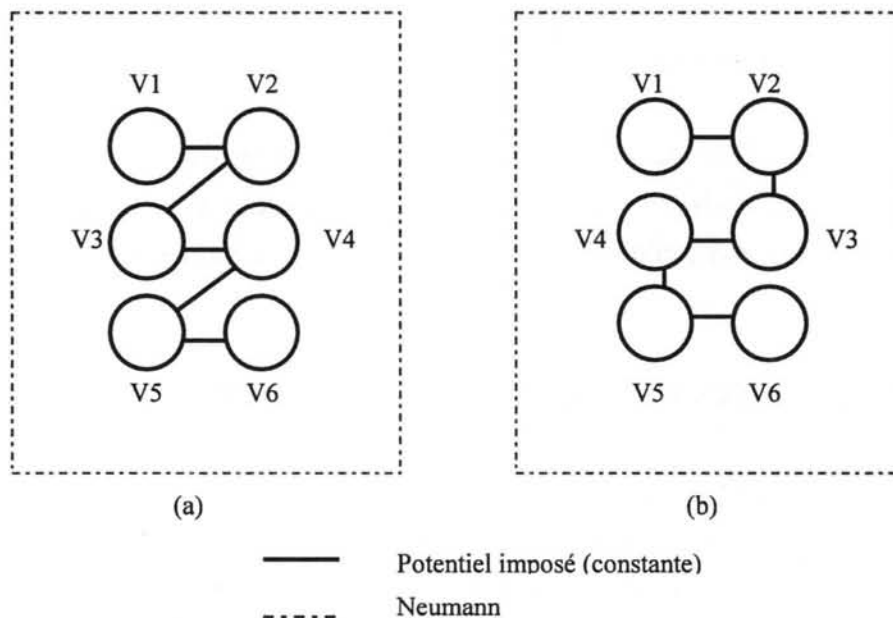 V1 V2
V3 V4
V5 V6
(a)
V1 V2
V4 V3
V5 V6
(b)
Potentiel imposé (constante)
Neumann